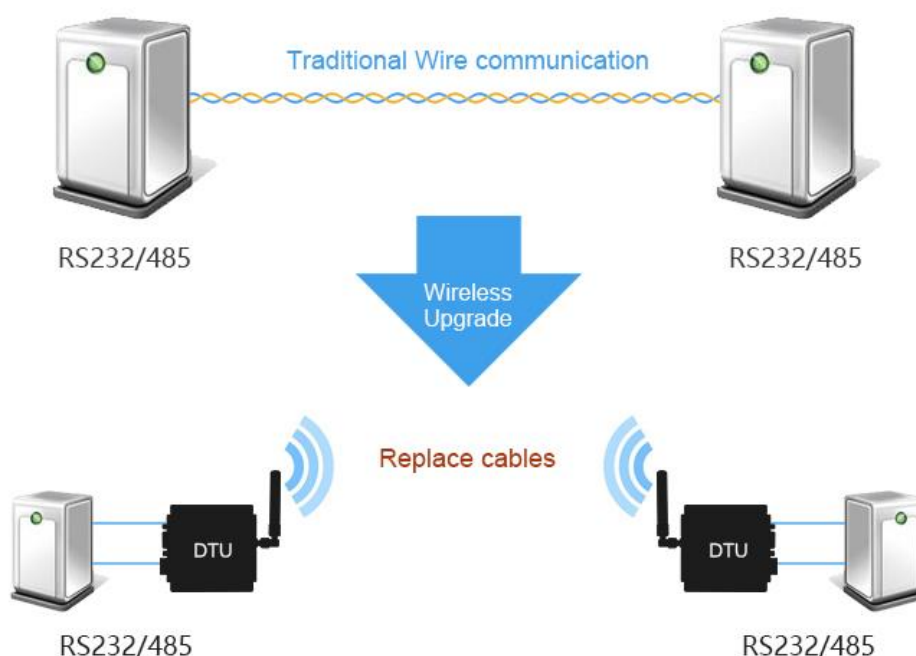 Traditional Wire communication
RS232/485
RS232/485
Wireless
Upgrade
Replace cables
DTU
DTU
RS232/485
RS232/485